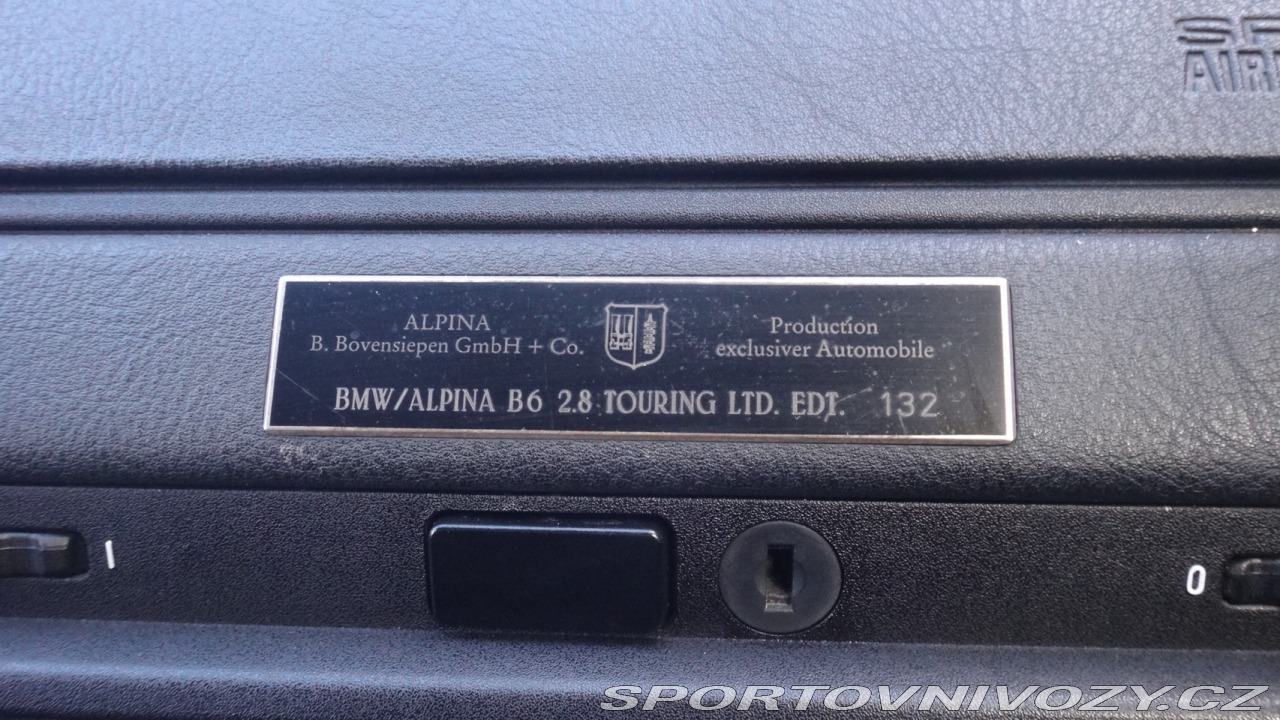 ALPINA
B. Bovensiepen GmbH + Co.
Production
exclusiver Automobile
BMW/ALPINA B6 2.8 TOURING LTD. EDT. 132
I
0
SPORTOVNIVOZY.CZ